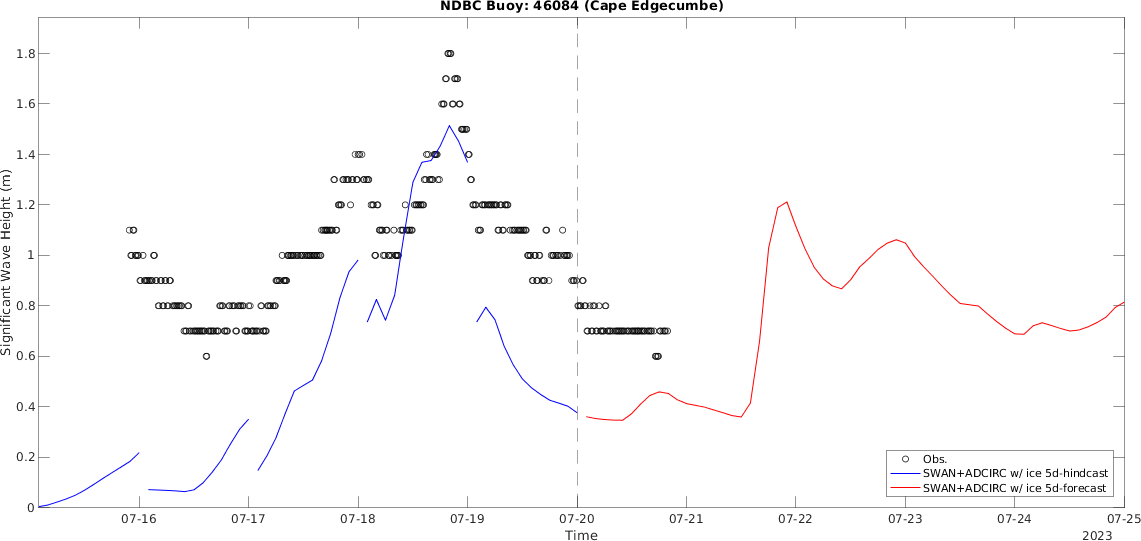 NDBC Buoy: 46084 (Cape Edgecumbe)
Significant Wave Height (m)
1.8
1.6
1.4
1.2
1
0.8
0.6
0.4
0.2
0
Obs.
SWAN+ADCIRC w/ ice 5d-hindcast
SWAN+ADCIRC w/ ice 5d-forecast
07-16 07-17 07-18 07-19 07-20 07-21 07-22 07-23 07-24 07-25
Time
2023